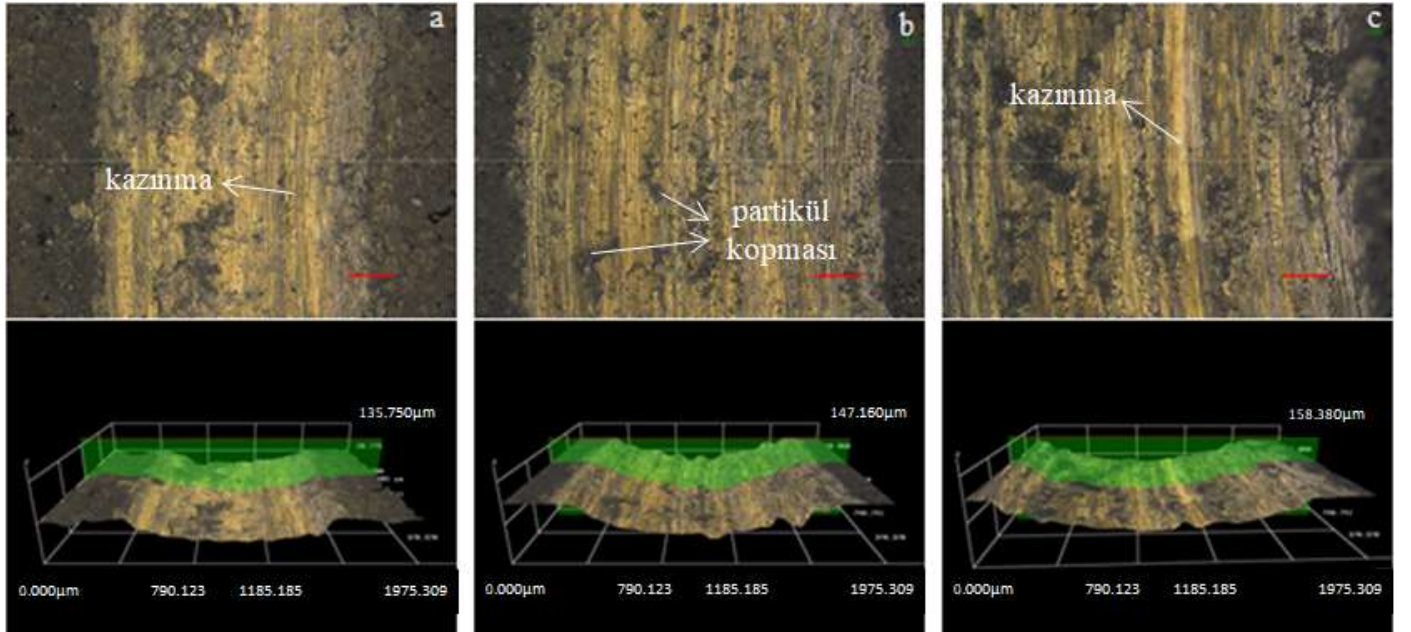 a
kazınma
b
partikül
kopması
c
kazınma
135.750µm
0.000µm 790.123 1185.185 1975.309
147.160µm
0.000µm 790.123 1185.185 1975.309
158.380µm
0.000µm 790.123 1185.185 1975.309